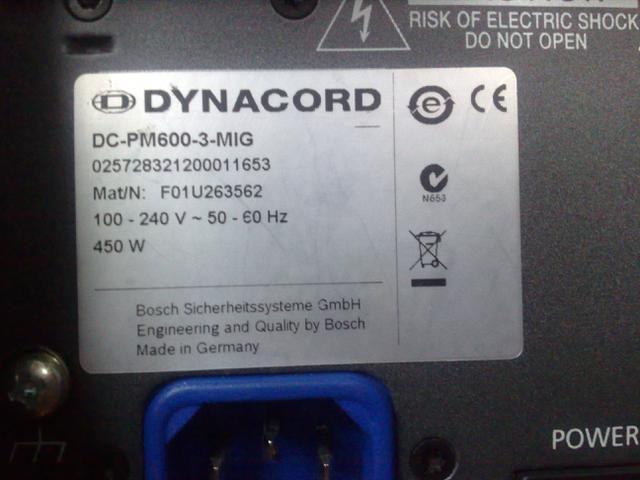 RISK OF ELECTRIC SHOCK
DO NOT OPEN
DYNACORD
DC-PM600-3-MIG
025728321200011653
Mat/N: F01U263562
100 - 240 V ~ 50 - 60 Hz
450 W
e CE
N653
Bosch Sicherheitssysteme GmbH
Engineering and Quality by Bosch
Made in Germany
POWER